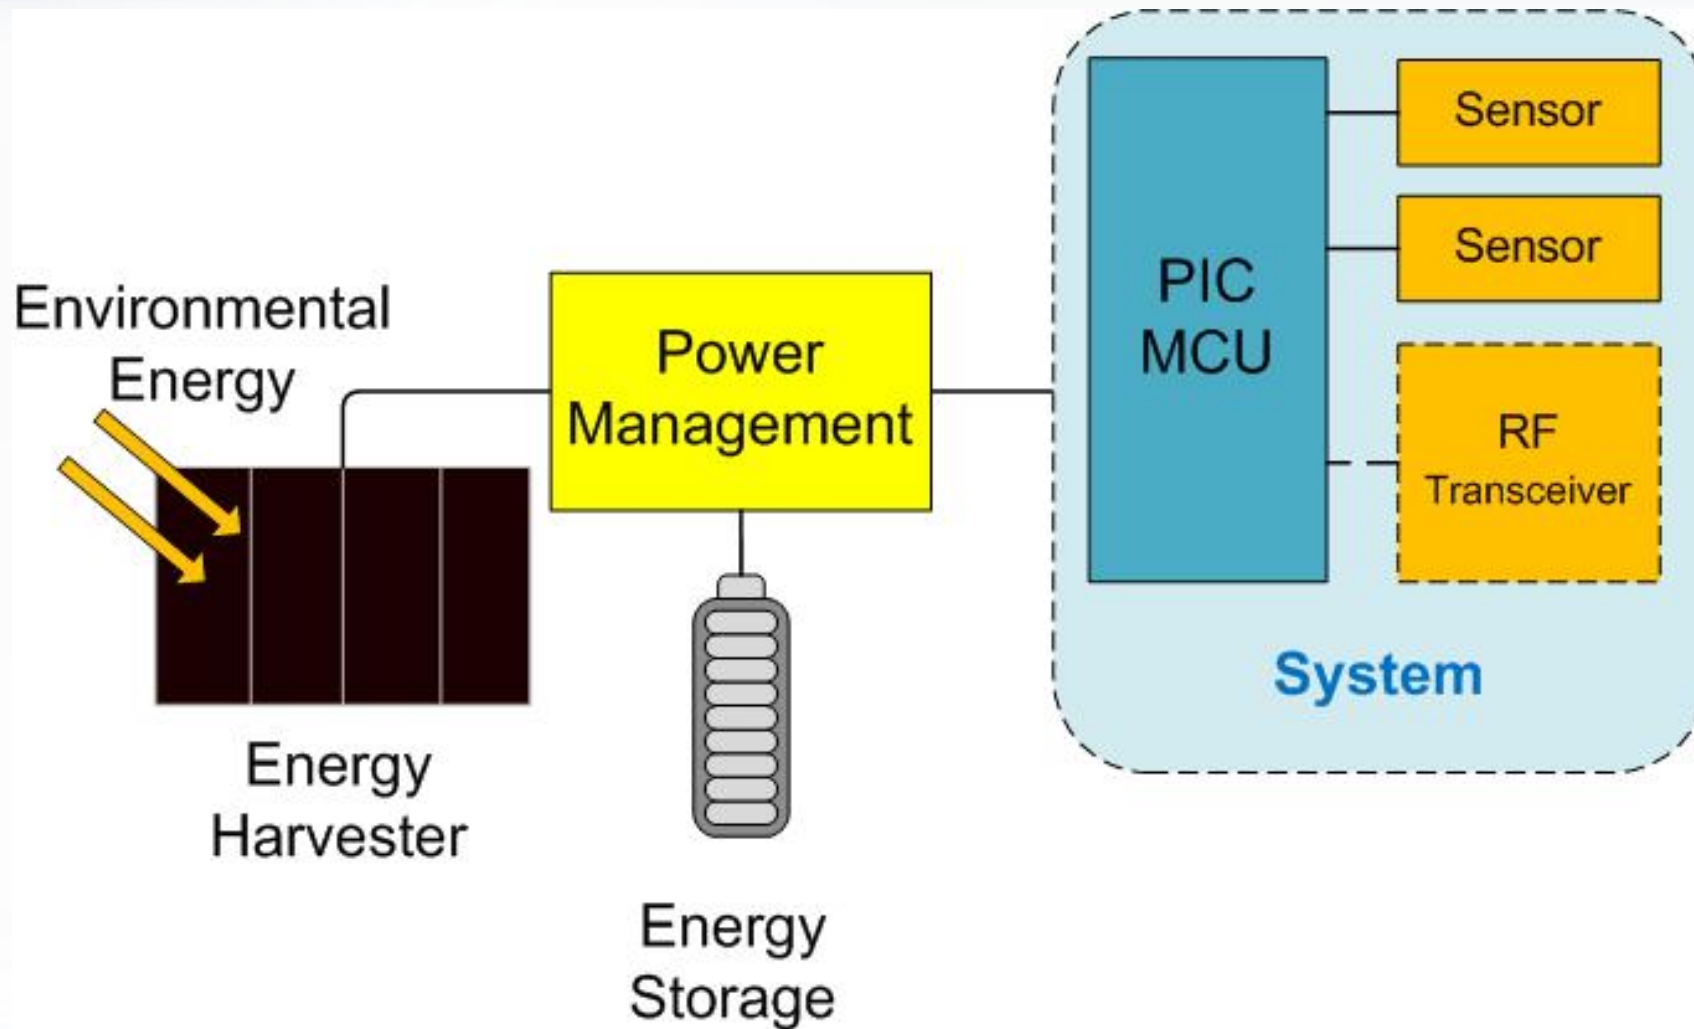 Environmental
Energy
Energy
Harvester
Power
Management
Energy
Storage
PIC
MCU
Sensor
Sensor
RF
Transceiver
System